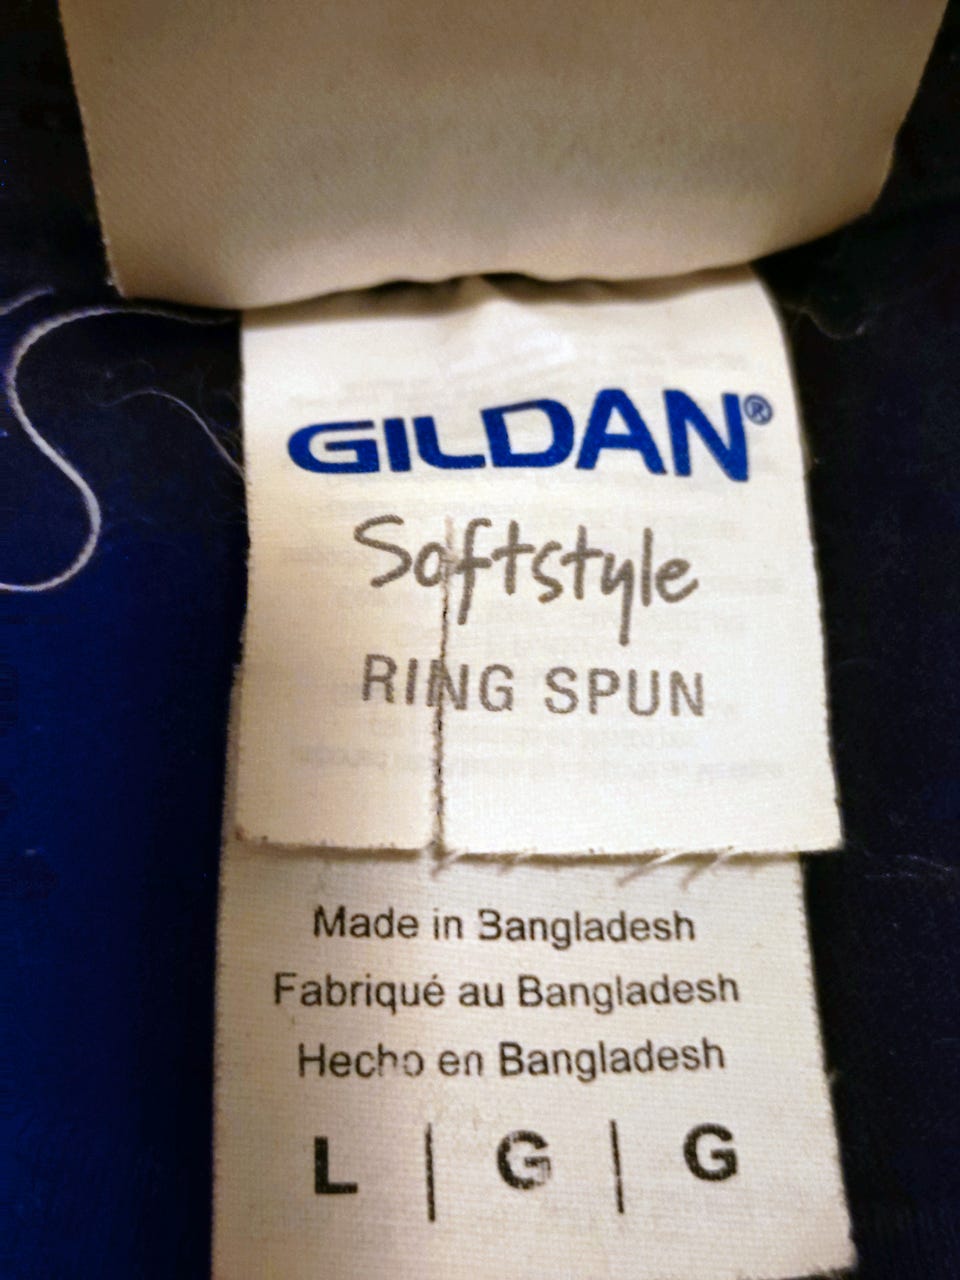 GILDAN®
Softstyle
RING SPUN
Made in Bangladesh
Fabriqué au Bangladesh
Hecho en Bangladesh
L | G | G